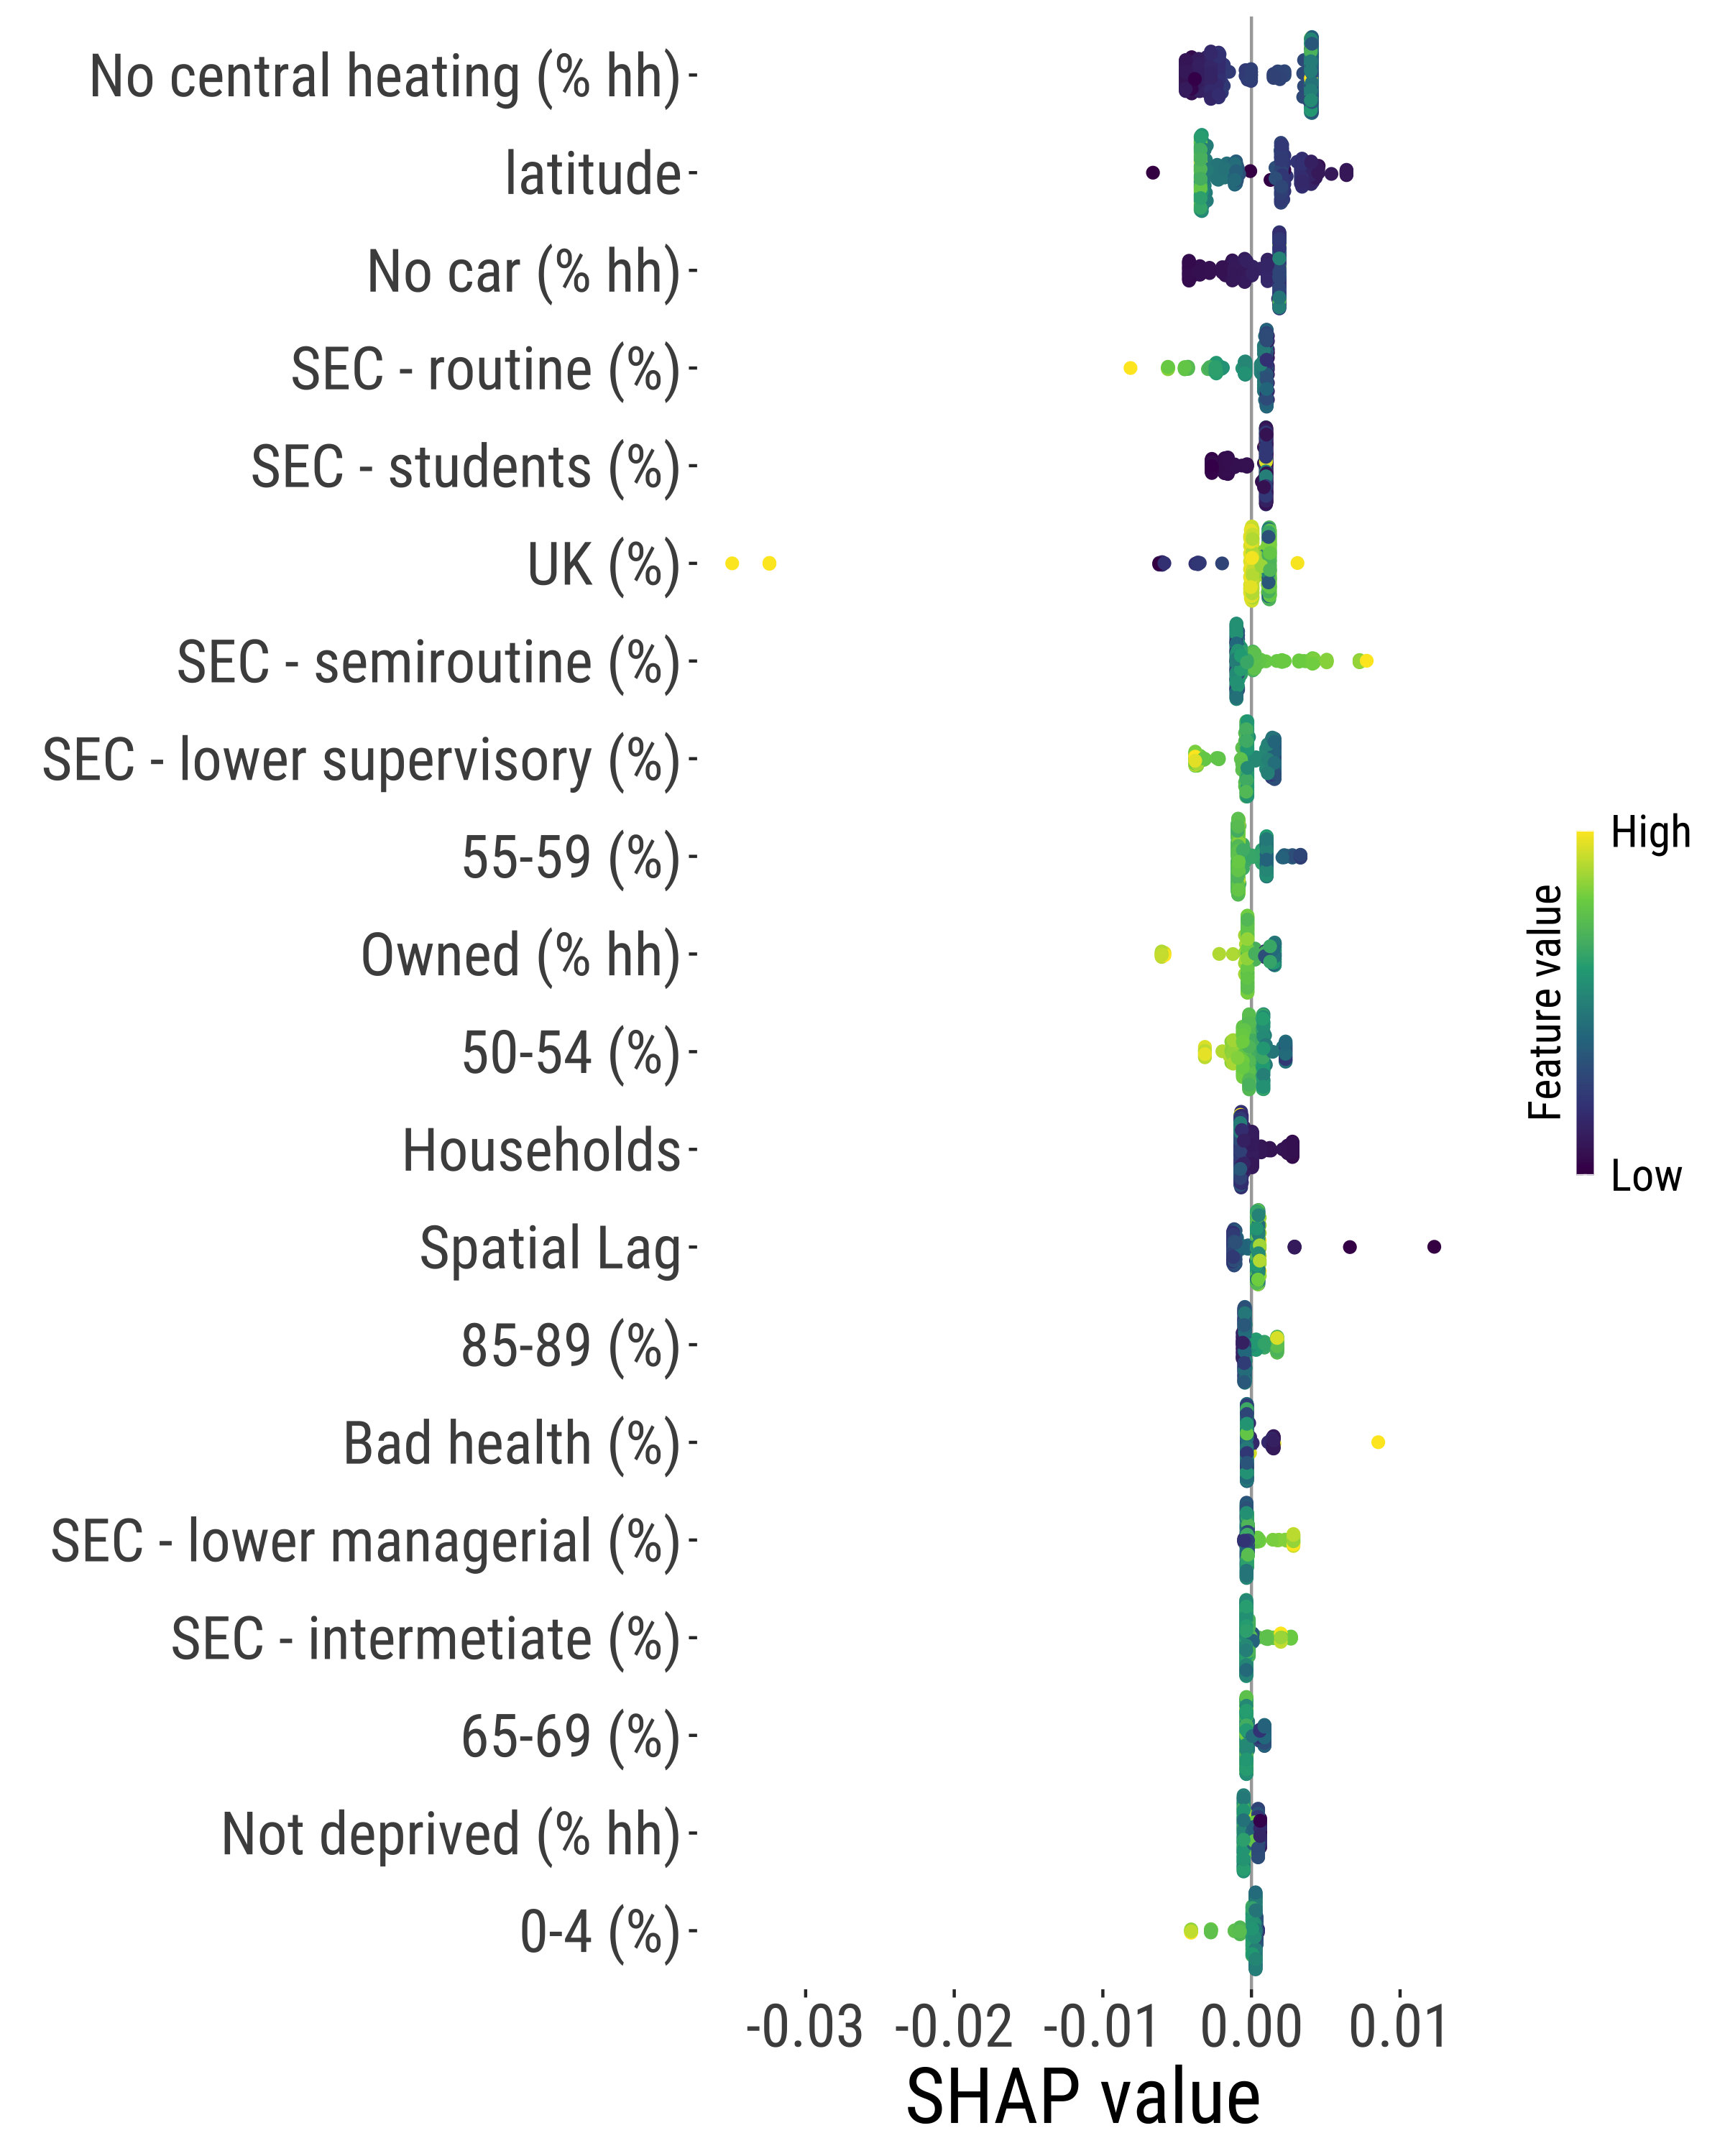 No central heating (% hh)
latitude
No car (% hh)
SEC - routine (%)
SEC - students (%)
UK (%)
SEC - semiroutine (%)
SEC - lower supervisory (%)
55-59 (%)
Owned (% hh)
50-54 (%)
Households
Spatial Lag
85-89 (%)
Bad health (%)
SEC - lower managerial (%)
SEC - intermetiate (%)
65-69 (%)
Not deprived (% hh)
0-4 (%)
-0.03 -0.02 -0.01 0.00 0.01
SHAP value
High
Feature value
Low